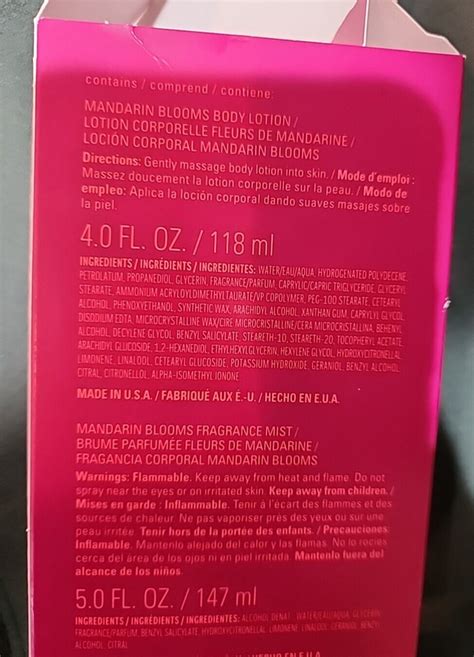 contains / comprend / contiene:
MANDARIN BLOOMS BODY LOTION /
LOTION CORPORELLE FLEURS DE MANDARINE /
LOCIÓN CORPORAL MANDARIN BLOOMS
Directions: Gently massage body lotion into skin. / Mode d'emploi :
Massez doucement la lotion corporelle sur la peau. / Modo de
empleo: Aplica la loción corporal dando suaves masajes sobre
la piel.
4.0 FL. OZ. / 118 ml
INGREDIENTS / INGRÉDIENTS / INGREDIENTES: WATER/EAU/AQUA, HYDROGENATED POLYDECENE,
PETROLATUM, PROPANEDIOL, GLYCERIN, FRAGRANCE/PARFUM, CAPRYLIC/CAPRIC TRIGLYCERIDE, GLYCERYL
STEARATE, AMMONIUM ACRYLOYLDIMETHYLTAURATE/VP COPOLYMER, PEG-100 STEARATE, CETEARYL
ALCOHOL, PHENOXYETHANOL, SYNTHETIC WAX, ARACHIDYL ALCOHOL, XANTHAN GUM, CAPRYLYL GLYCOL,
DISODIUM EDTA, MICROCRYSTALLINE WAX/CIRE MICROCRISTALLINE/CERA MICROCRISTALLINA, BEHENYL
ALCOHOL, DECYLENE GLYCOL, BENZYL SALICYLATE, STEARETH-10, STEARETH-20, TOCOPHERYL ACETATE,
ARACHIDYL GLUCOSIDE, 1,2-HEXANEDIOL, ETHYLHEXYLGLYCERIN, HEXYLENE GLYCOL, HYDROXYCITRONELLAL,
LIMONENE, LINALOOL, CETEARYL GLUCOSIDE, POTASSIUM HYDROXIDE, GERANIOL, BENZYL ALCOHOL,
CITRAL, CITRONELLOL, ALPHA-ISOMETHYL IONONE
MADE IN U.S.A. / FABRIQUÉ AUX É.-U. / HECHO EN E.U.A.
MANDARIN BLOOMS FRAGRANCE MIST /
BRUME PARFUMÉE FLEURS DE MANDARINE /
FRAGANCIA CORPORAL MANDARIN BLOOMS
Warnings: Flammable. Keep away from heat and flame. Do not
spray near the eyes or on irritated skin. Keep away from children. /
Mises en garde : Inflammable. Tenir à l'écart des flammes et des
sources de chaleur. Ne pas vaporiser près des yeux ou sur une
peau irritée. Tenir hors de la portée des enfants. / Precauciones:
Inflamable. Mantenlo alejado del calor y las flamas. No lo rocíes
cerca del área de los ojos ni en piel irritada. Mantenlo fuera del
alcance de los niños.
5.0 FL. OZ. / 147 ml
INGREDIENTS / INGRÉDIENTS / INGREDIENTES: ALCOHOL DENAT., WATER/EAU/AQUA, GLYCERIN,
FRAGRANCE/PARFUM, BENZYL SALICYLATE, HYDROXYCITRONELLAL, LIMONENE, LINALOOL, GERANIOL, BENZYL
ALCOHOL, CITRAL